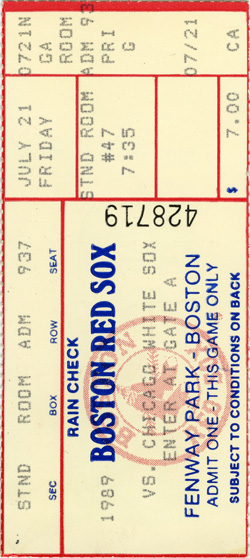 STND ROOM ADM 937
SEC BOX ROW SEAT
RAIN CHECK
BOSTON RED SOX
1989
VS. CHICAGO WHITE SOX
ENTER AT GATE A
FENWAY PARK - BOSTON
ADMIT ONE - THIS GAME ONLY
SUBJECT TO CONDITIONS ON BACK
428719
JULY 21 0721N
FRIDAY GA
ROOM
STND ROOM ADM 93
#47 PRI
7:35 G
07/21
$ 7.00 CA